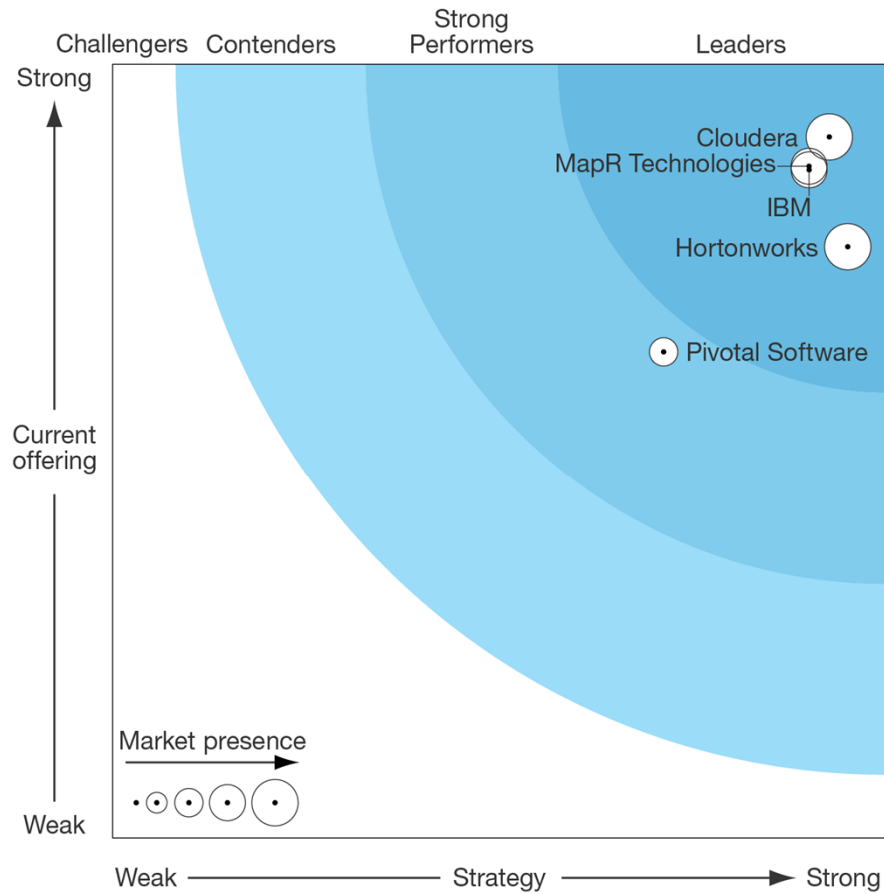 Challengers
Contenders
Strong
Performers
Leaders
Strong
Cloudera
MapR Technologies
IBM
Hortonworks
Pivotal Software
Current
offering
Market presence
Weak
Weak
Strategy
Strong